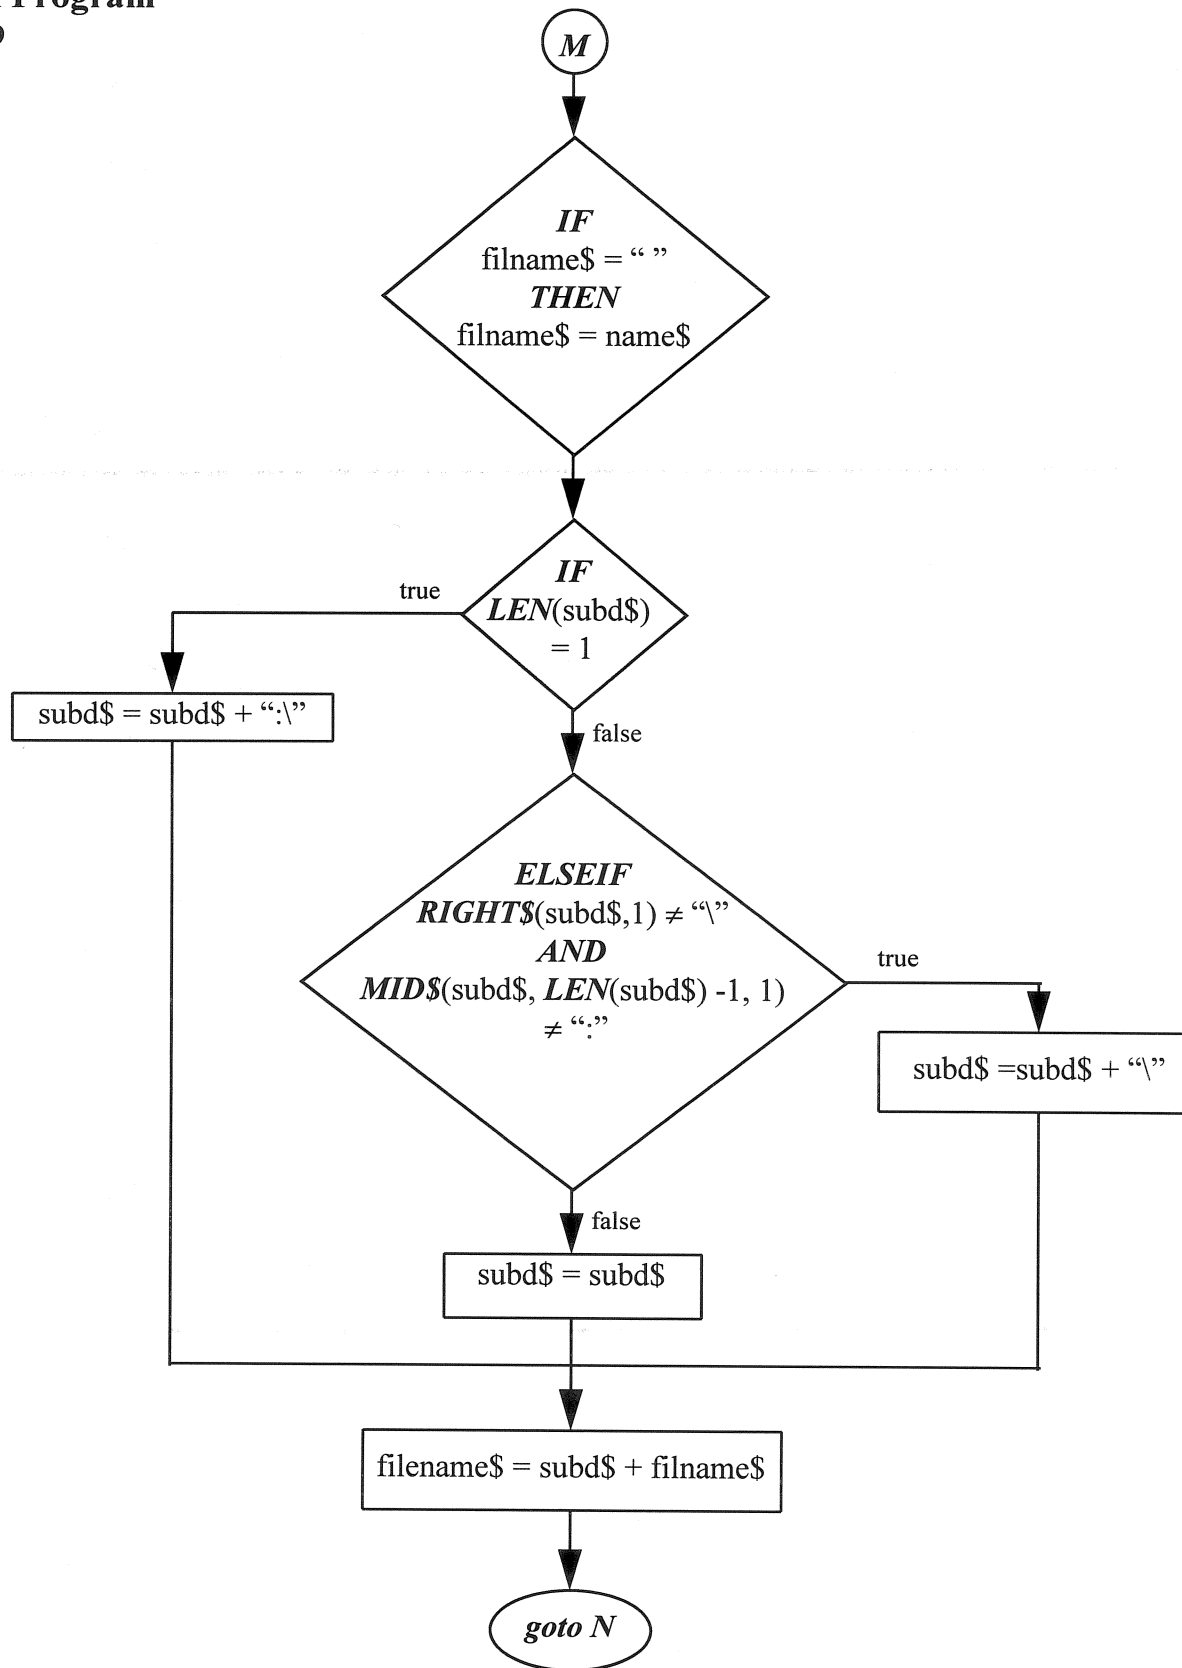 Program
M
IF
filname$ = “ ”
THEN
filname$ = name$
IF
LEN(subd$)
= 1
true
subd$ = subd$ + “:\”
false
ELSEIF
RIGHT$(subd$,1) ≠ “\”
AND
MID$(subd$, LEN(subd$) -1, 1)
≠ “:”
true
subd$ =subd$ + “\”
false
subd$ = subd$
filename$ = subd$ + filname$
goto N